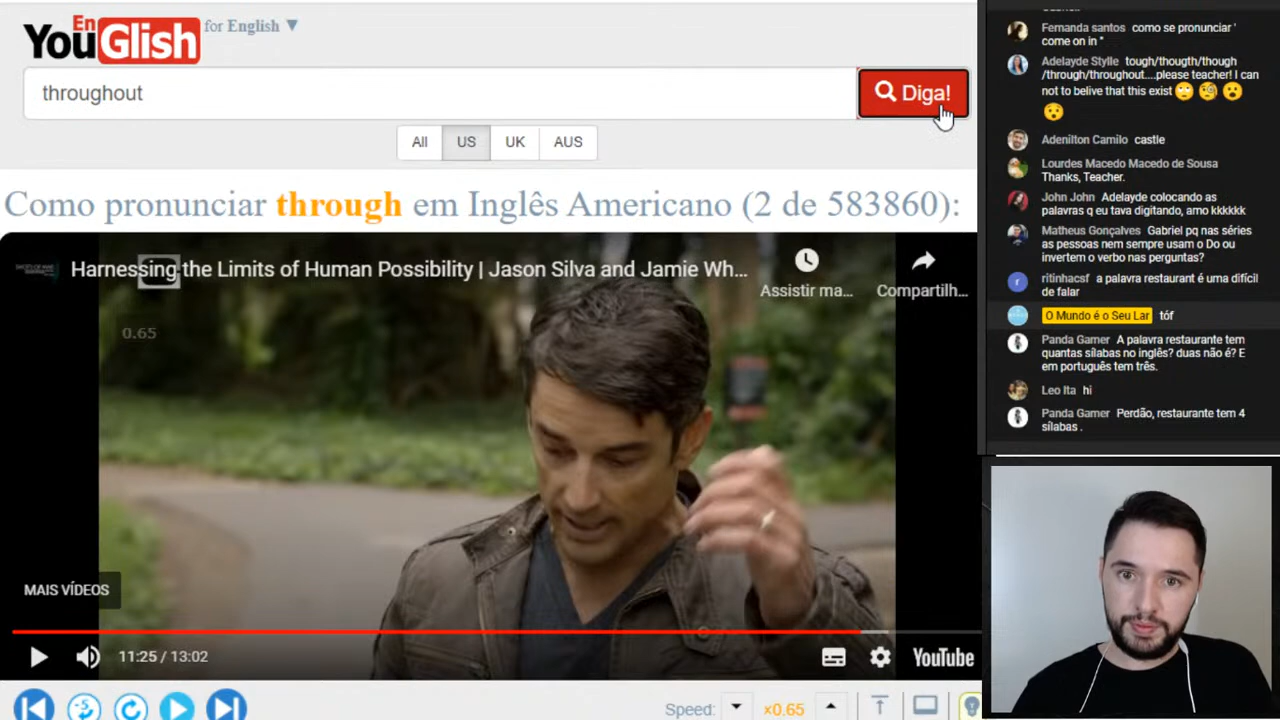 En
YouGlish
for English ▼
throughout
Diga!
All
US
UK
AUS
Como pronunciar through em Inglês Americano (2 de 583860):
Harnessing the Limits of Human Possibility | Jason Silva and Jamie Wh...
Assistir ma...
Compartilh...
0.65
MAIS VÍDEOS
11:25 / 13:02
YouTube
Speed:
×0.65
Fernanda santos como se pronunciar '
come on in "
Adelayde Stylle tough/thougth/though
/through/throughout....please teacher! I can
not to belive that this exist
Adenilton Camilo castle
Lourdes Macedo Macedo de Sousa
Thanks, Teacher.
John John Adelayde colocando as
palavras q eu tava digitando, amo kkkkkk
Matheus Gonçalves Gabriel pq nas séries
as pessoas nem sempre usam o Do ou
invertem o verbo nas perguntas?
ritinhacsf a palavra restaurant é uma difícil
de falar
O Mundo é o Seu Lar tóf
Panda Gamer A palavra restaurante tem
quantas sílabas no inglês? duas não é? E
em português tem três.
Leo Ita hi
Panda Gamer Perdão, restaurante tem 4
sílabas .